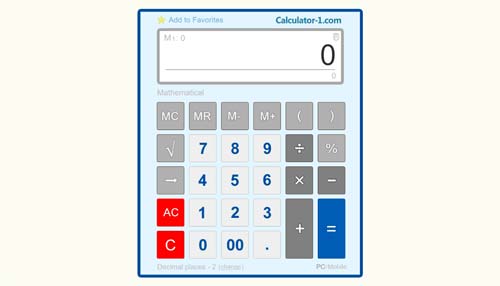 Add to Favorites Calculator-1.com
M1: 0
0
0
Mathematical
MC MR M- M+ ( )
√ 7 8 9 ÷ %
→ 4 5 6 × −
AC 1 2 3 + =
C 0 00 .
Decimal places - 2 (change) PC/Mobile